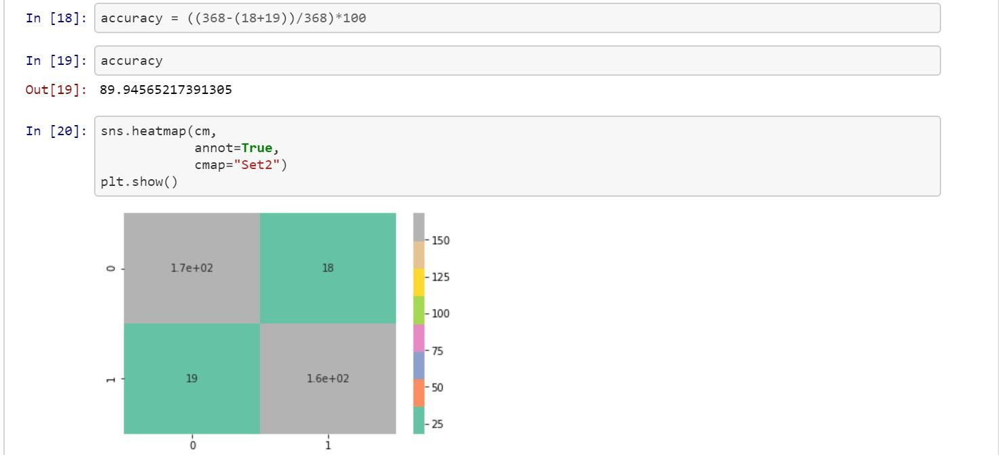 In [18]: accuracy = ((368-(18+19))/368)*100
In [19]: accuracy
Out[19]: 89.94565217391305
In [20]: sns.heatmap(cm,
            annot=True,
            cmap="Set2")
plt.show()
0
1.7e+02
18
1
19
1.6e+02
0
1
150
125
100
75
50
25